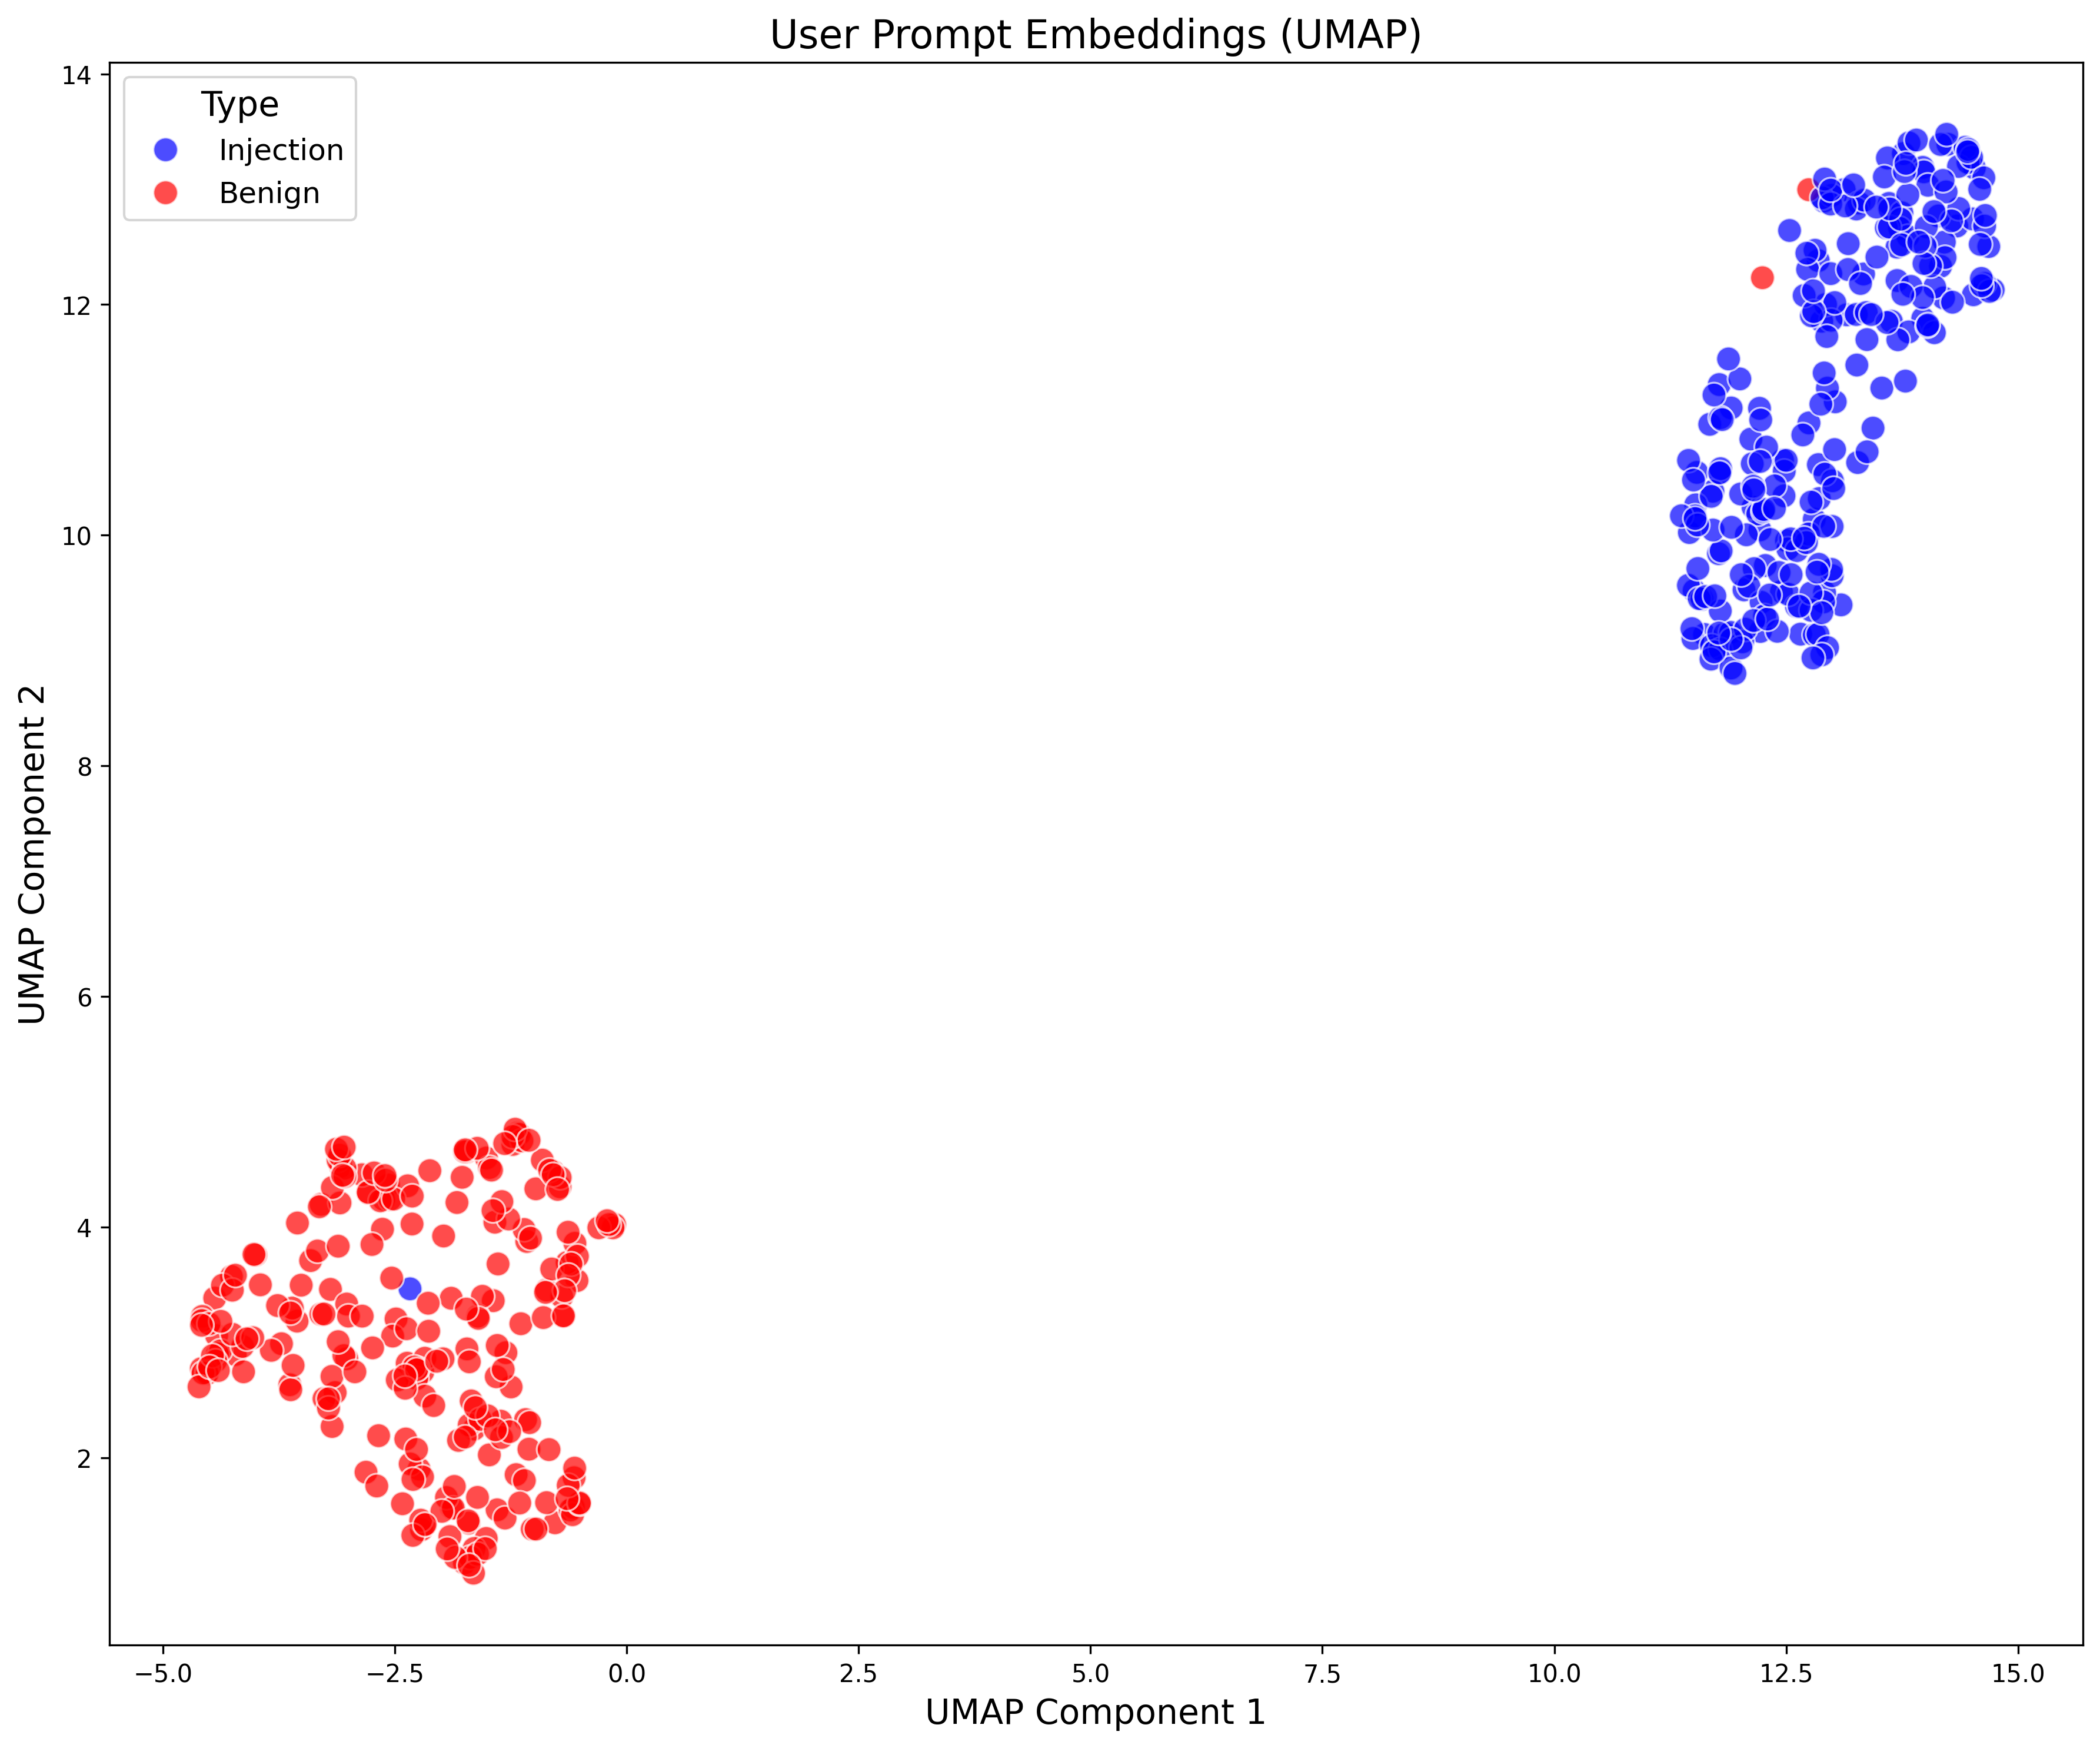 User Prompt Embeddings (UMAP)
Type
Injection
Benign
UMAP Component 2
14
12
10
8
6
4
2
−5.0 −2.5 0.0 2.5 5.0 7.5 10.0 12.5 15.0
UMAP Component 1